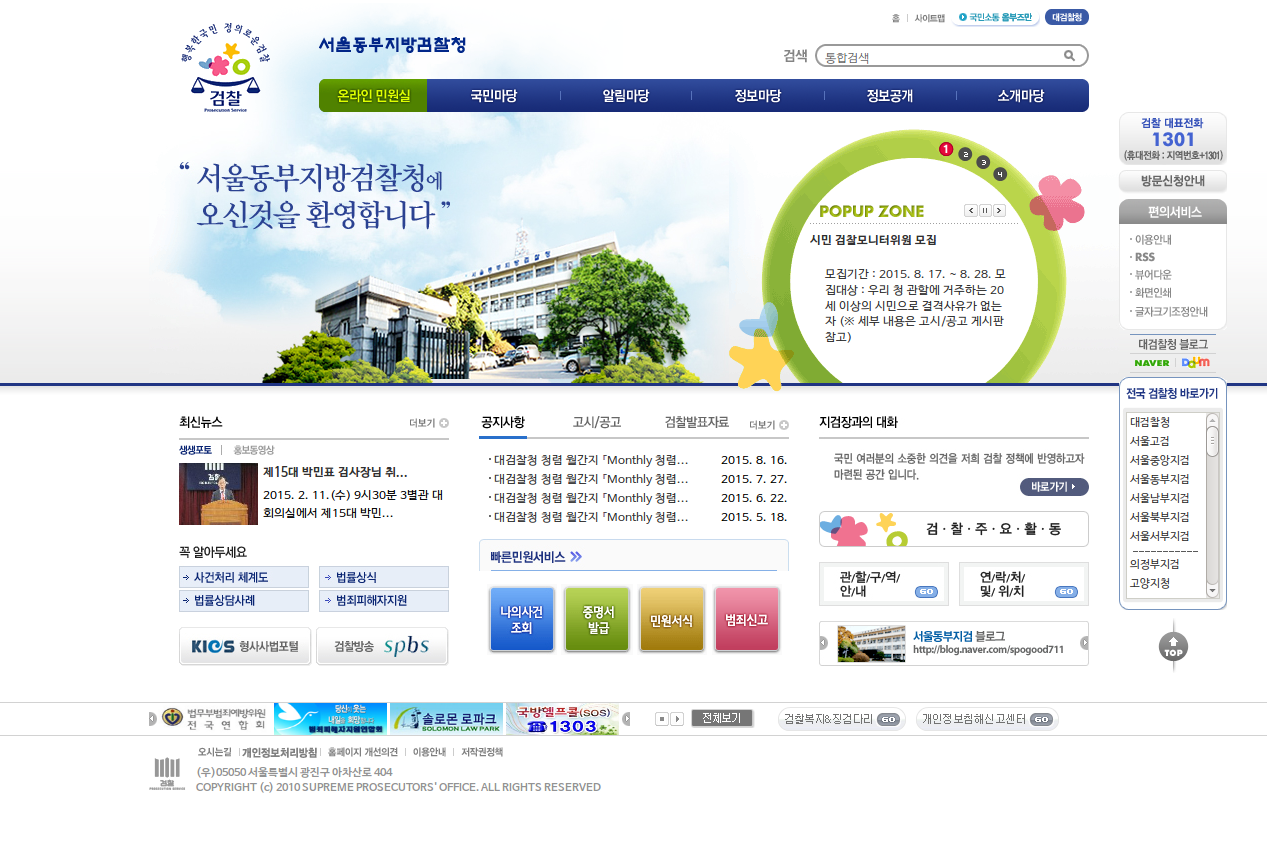 홈
사이트맵
국민소통 올부즈만
대검찰청
행복한국민 정의로운검찰
검찰
Prosecution Service
서울동부지방검찰청
검색
통합검색
온라인 민원실
국민마당
알림마당
정보마당
정보공개
소개마당
“ 서울동부지방검찰청에
오신것을 환영합니다 ”
1 2 3 4
POPUP ZONE
시민 검찰모니터위원 모집
모집기간 : 2015. 8. 17. ~ 8. 28. 모
집대상 : 우리 청 관할에 거주하는 20
세 이상의 시민으로 결격사유가 없는
자 (※ 세부 내용은 고시/공고 게시판
참고)
검찰 대표전화
1301
(휴대전화 : 지역번호+1301)
방문신청안내
편의서비스
· 이용안내
· RSS
· 뷰어다운
· 화면인쇄
· 글자크기조정안내
대검찰청 블로그
NAVER
Daum
전국 검찰청 바로가기
대검찰청
서울고검
서울중앙지검
서울동부지검
서울남부지검
서울북부지검
서울서부지검
-----------
의정부지검
고양지청
TOP
최신뉴스
더보기
생생포토
홍보동영상
제15대 박민표 검사장님 취...
2015. 2. 11.(수) 9시30분 3별관 대
회의실에서 제15대 박민...
꼭 알아두세요
사건처리 체계도
법률상식
법률상담사례
범죄피해자지원
KICS 형사사법포털
검찰방송 spbs
공지사항
고시/공고
검찰발표자료
더보기
· 대검찰청 청렴 월간지 「Monthly 청렴... 2015. 8. 16.
· 대검찰청 청렴 월간지 「Monthly 청렴... 2015. 7. 27.
· 대검찰청 청렴 월간지 「Monthly 청렴... 2015. 6. 22.
· 대검찰청 청렴 월간지 「Monthly 청렴... 2015. 5. 18.
빠른민원서비스
나의사건
조회
증명서
발급
민원서식
범죄신고
지검장과의 대화
국민 여러분의 소중한 의견을 저희 검찰 정책에 반영하고자
마련된 공간 입니다.
바로가기
검·찰·주·요·활·동
관/할/구/역/
안/내
GO
연/락/처/
및/ 위/치
GO
서울동부지검 블로그
http://blog.naver.com/spogood711
법무부범죄예방위원
전국연합회
당산는 웃는
내일을 희망합니다
범죄피해자지원연합회
솔로몬 로파크
SOLOMON LAW PARK
국방헬프콜(SOS)
☎1303
전체보기
검찰복지&징검다리 GO
개인정보침해신고센터 GO
오시는길
개인정보처리방침
홈페이지 개선의견
이용안내
저작권정책
검찰
PROSECUTION SERVICE
(우)05050 서울특별시 광진구 아차산로 404
COPYRIGHT (c) 2010 SUPREME PROSECUTORS' OFFICE. ALL RIGHTS RESERVED